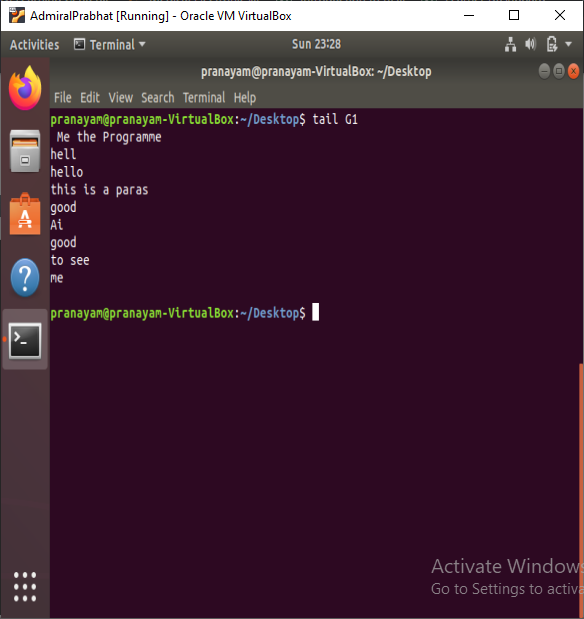 AdmiralPrabhat [Running] - Oracle VM VirtualBox
Activities Terminal Sun 23:28
pranayam@pranayam-VirtualBox: ~/Desktop
File Edit View Search Terminal Help
pranayam@pranayam-VirtualBox:~/Desktop$ tail G1
Me the Programme
hell
hello
this is a paras
good
Ai
good
to see
me
pranayam@pranayam-VirtualBox:~/Desktop$
Activate Windows
Go to Settings to activa